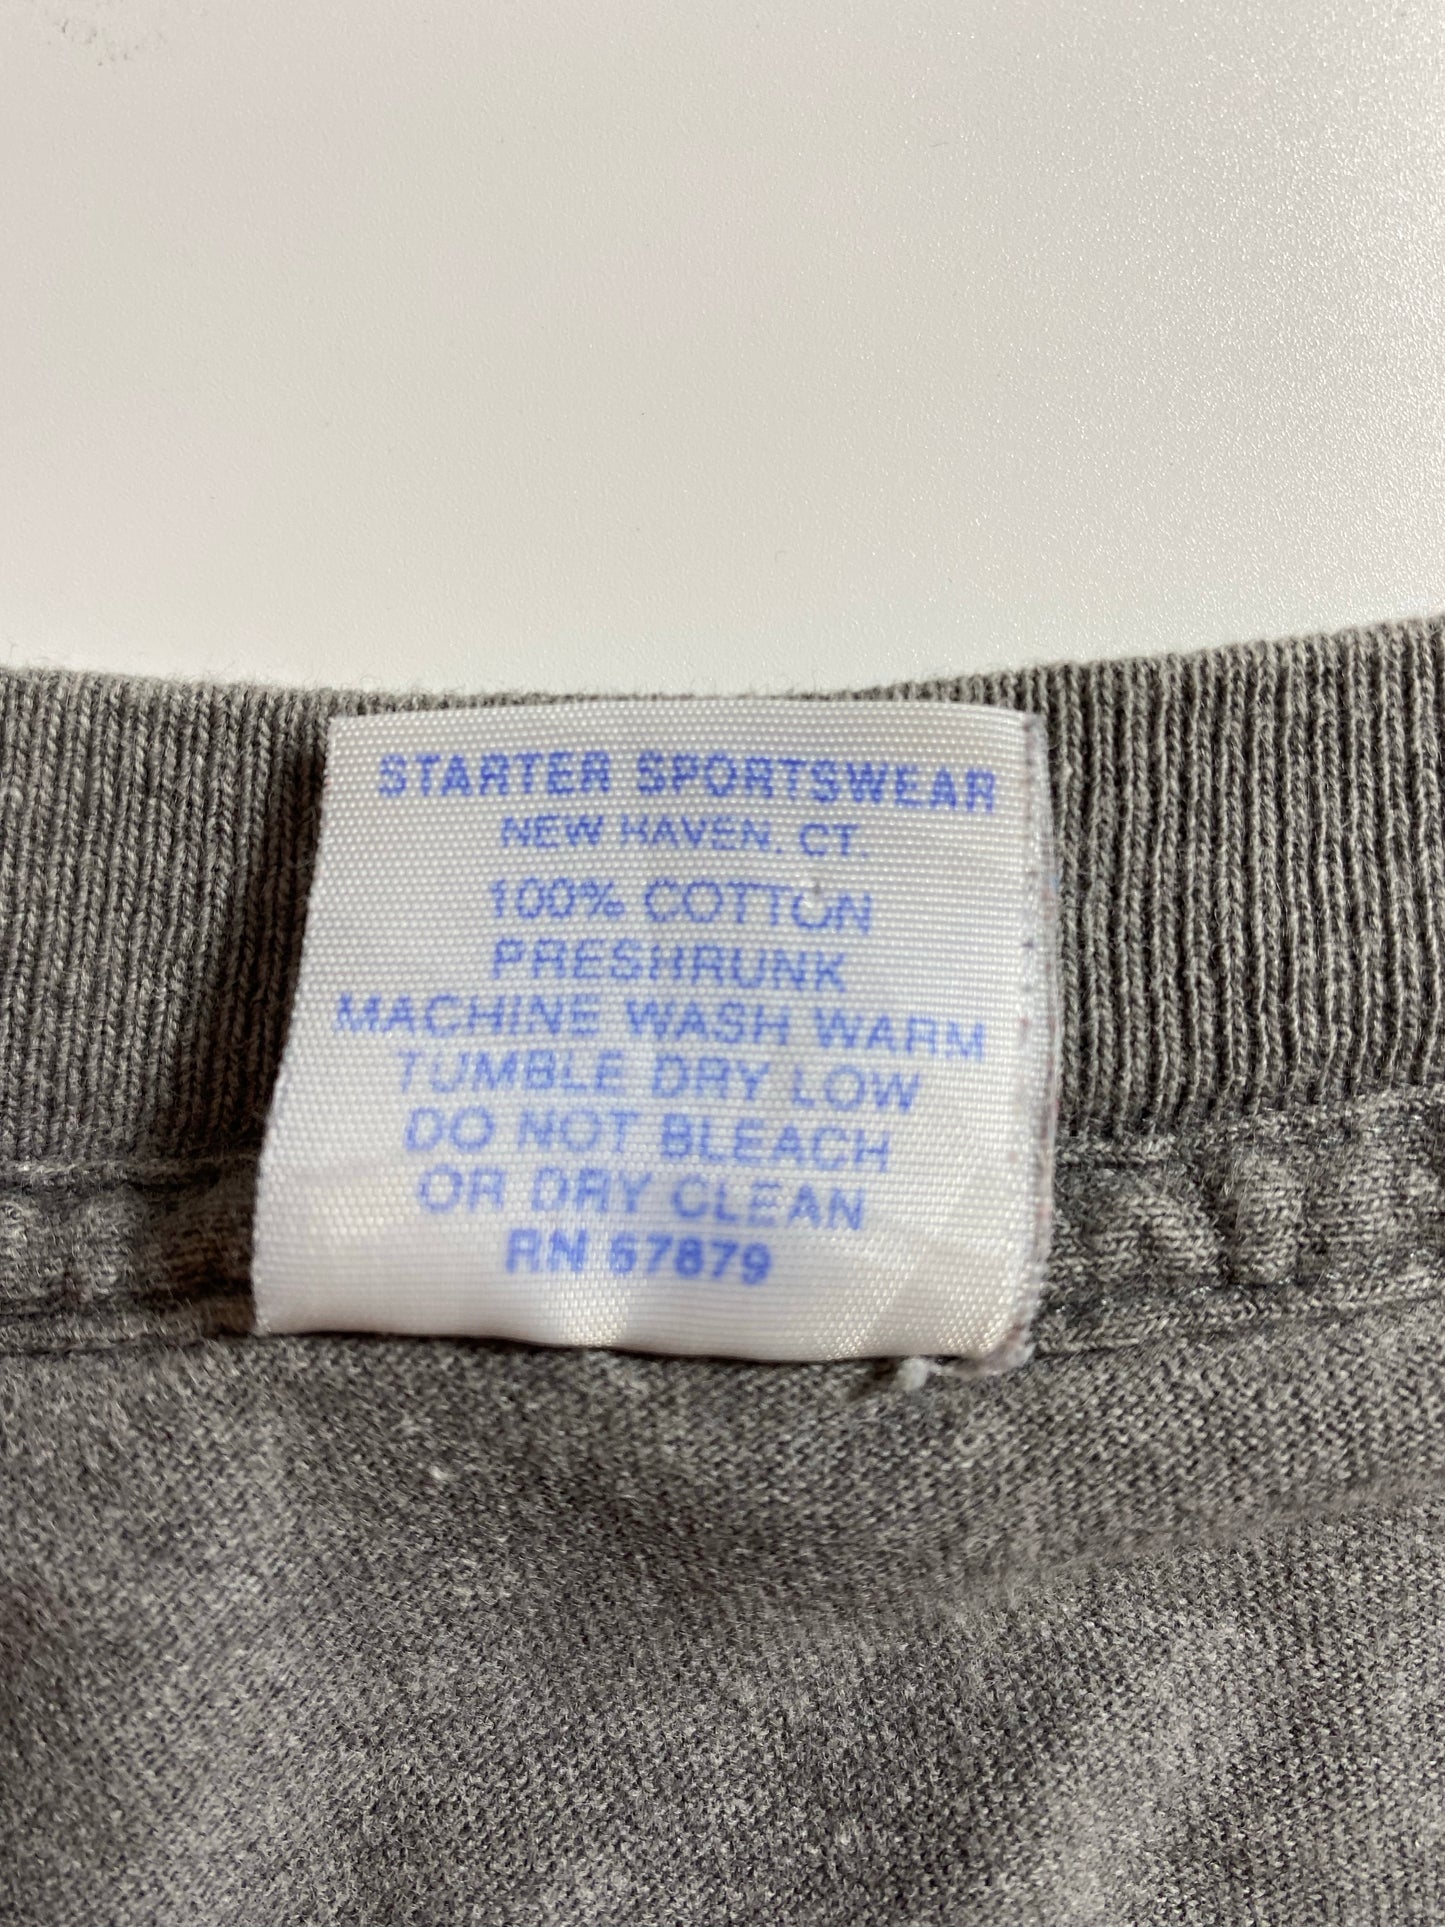 STARTER SPORTSWEAR
NEW HAVEN, CT.
100% COTTON
PRESHRUNK
MACHINE WASH WARM
TUMBLE DRY LOW
DO NOT BLEACH
OR DRY CLEAN
RN 67879